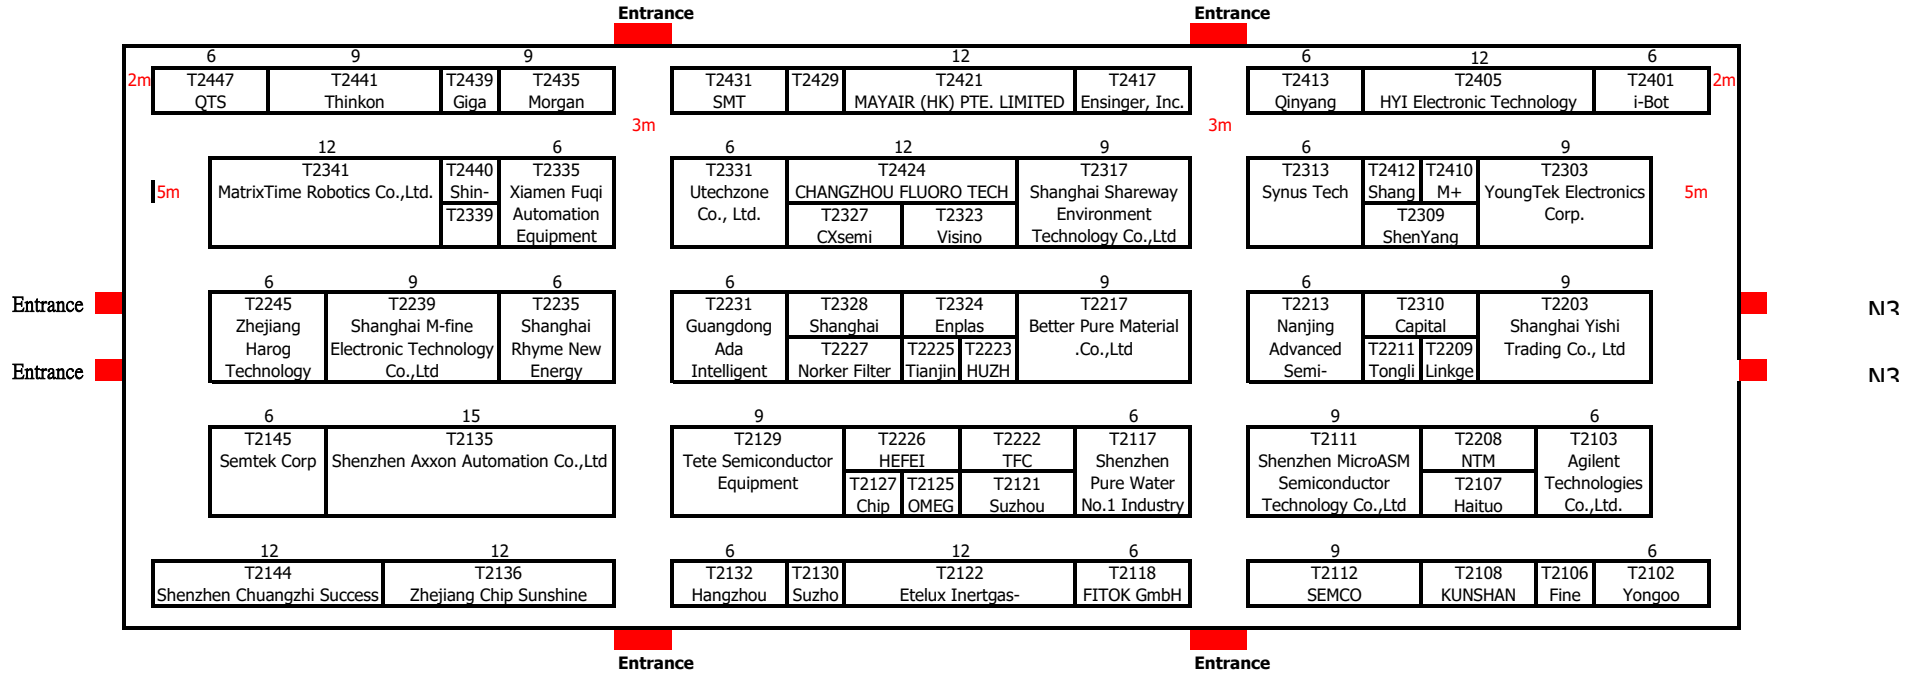 Entrance Entrance
6 9 9 12 6 12 6
2m T2447 T2441 T2439 T2435 T2431 T2429 T2421 T2417 T2413 T2405 T2401 2m
QTS Thinkon Giga Morgan SMT MAYAIR (HK) PTE. LIMITED Ensinger, Inc. Qinyang HYI Electronic Technology i-Bot
3m 3m
12 6 6 12 9 6 9
T2341 T2440 T2335 T2331 T2424 T2317 T2313 T2412 T2410 T2303
5m MatrixTime Robotics Co.,Ltd. Shin- Xiamen Fuqi Utechzone CHANGZHOU FLUORO TECH Shanghai Shareway Synus Tech Shang M+ YoungTek Electronics 5m
T2339 Automation Co., Ltd. T2327 T2323 Environment T2309 Corp.
Equipment CXsemi Visino Technology Co.,Ltd ShenYang
6 9 6 6 9 6 9
Entrance T2245 T2239 T2235 T2231 T2328 T2324 T2217 T2213 T2310 T2203 N3
Zhejiang Shanghai M-fine Shanghai Guangdong Shanghai Enplas Better Pure Material Nanjing Capital Shanghai Yishi
Harog Electronic Technology Rhyme New Ada T2227 T2225 T2223 .Co.,Ltd Advanced T2211 T2209 Trading Co., Ltd
Entrance Technology Co.,Ltd Energy Intelligent Norker Filter Tianjin HUZH Semi- Tongli Linkge N3
6 15 9 6 9 6
T2145 T2135 T2129 T2226 T2222 T2117 T2111 T2208 T2103
Semtek Corp Shenzhen Axxon Automation Co.,Ltd Tete Semiconductor HEFEI TFC Shenzhen Shenzhen MicroASM NTM Agilent
Equipment T2127 T2125 T2121 Pure Water Semiconductor T2107 Technologies
Chip OMEG Suzhou No.1 Industry Technology Co.,Ltd Haituo Co.,Ltd.
12 12 6 12 6 9 6
T2144 T2136 T2132 T2130 T2122 T2118 T2112 T2108 T2106 T2102
Shenzhen Chuangzhi Success Zhejiang Chip Sunshine Hangzhou Suzho Etelux Inertgas- FITOK GmbH SEMCO KUNSHAN Fine Yongoo
Entrance Entrance